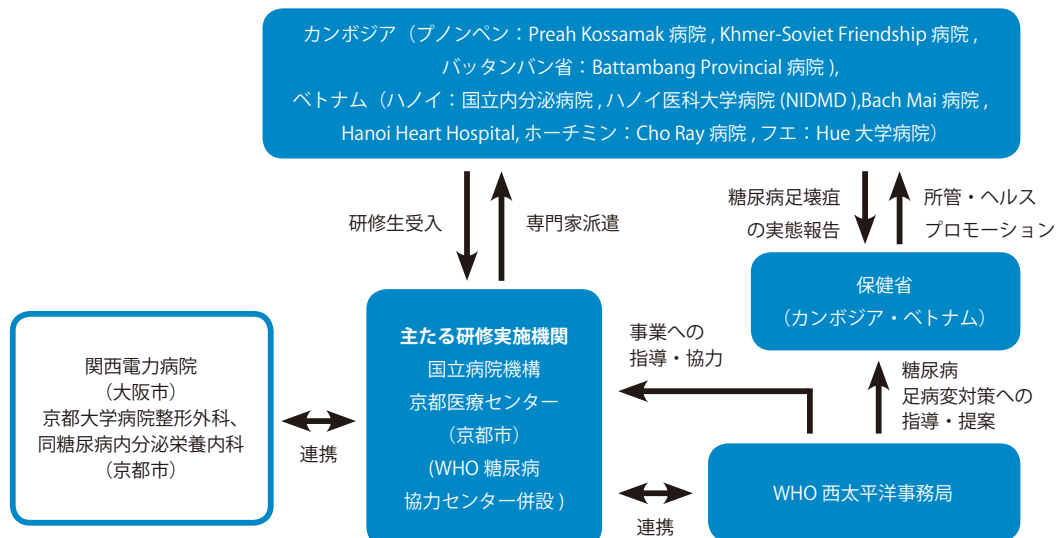 カンボジア（プノンペン：Preah Kossamak 病院 , Khmer-Soviet Friendship 病院 ,
バッタンバン省：Battambang Provincial 病院 ),
ベトナム（ハノイ：国立内分泌病院 , ハノイ医科大学病院 (NIDMD ),Bach Mai 病院 ,
Hanoi Heart Hospital, ホーチミン：Cho Ray 病院 , フエ：Hue 大学病院）
研修生受入
専門家派遣
糖尿病足壊疽
の実態報告
所管・ヘルス
プロモーション
保健省
（カンボジア・ベトナム）
関西電力病院
（大阪市）
京都大学病院整形外科、
同糖尿病内分泌栄養内科
（京都市）
連携
主たる研修実施機関
国立病院機構
京都医療センター
（京都市）
(WHO 糖尿病
協力センター併設 )
事業への
指導・協力
糖尿病
足病変対策への
指導・提案
連携
WHO 西太平洋事務局